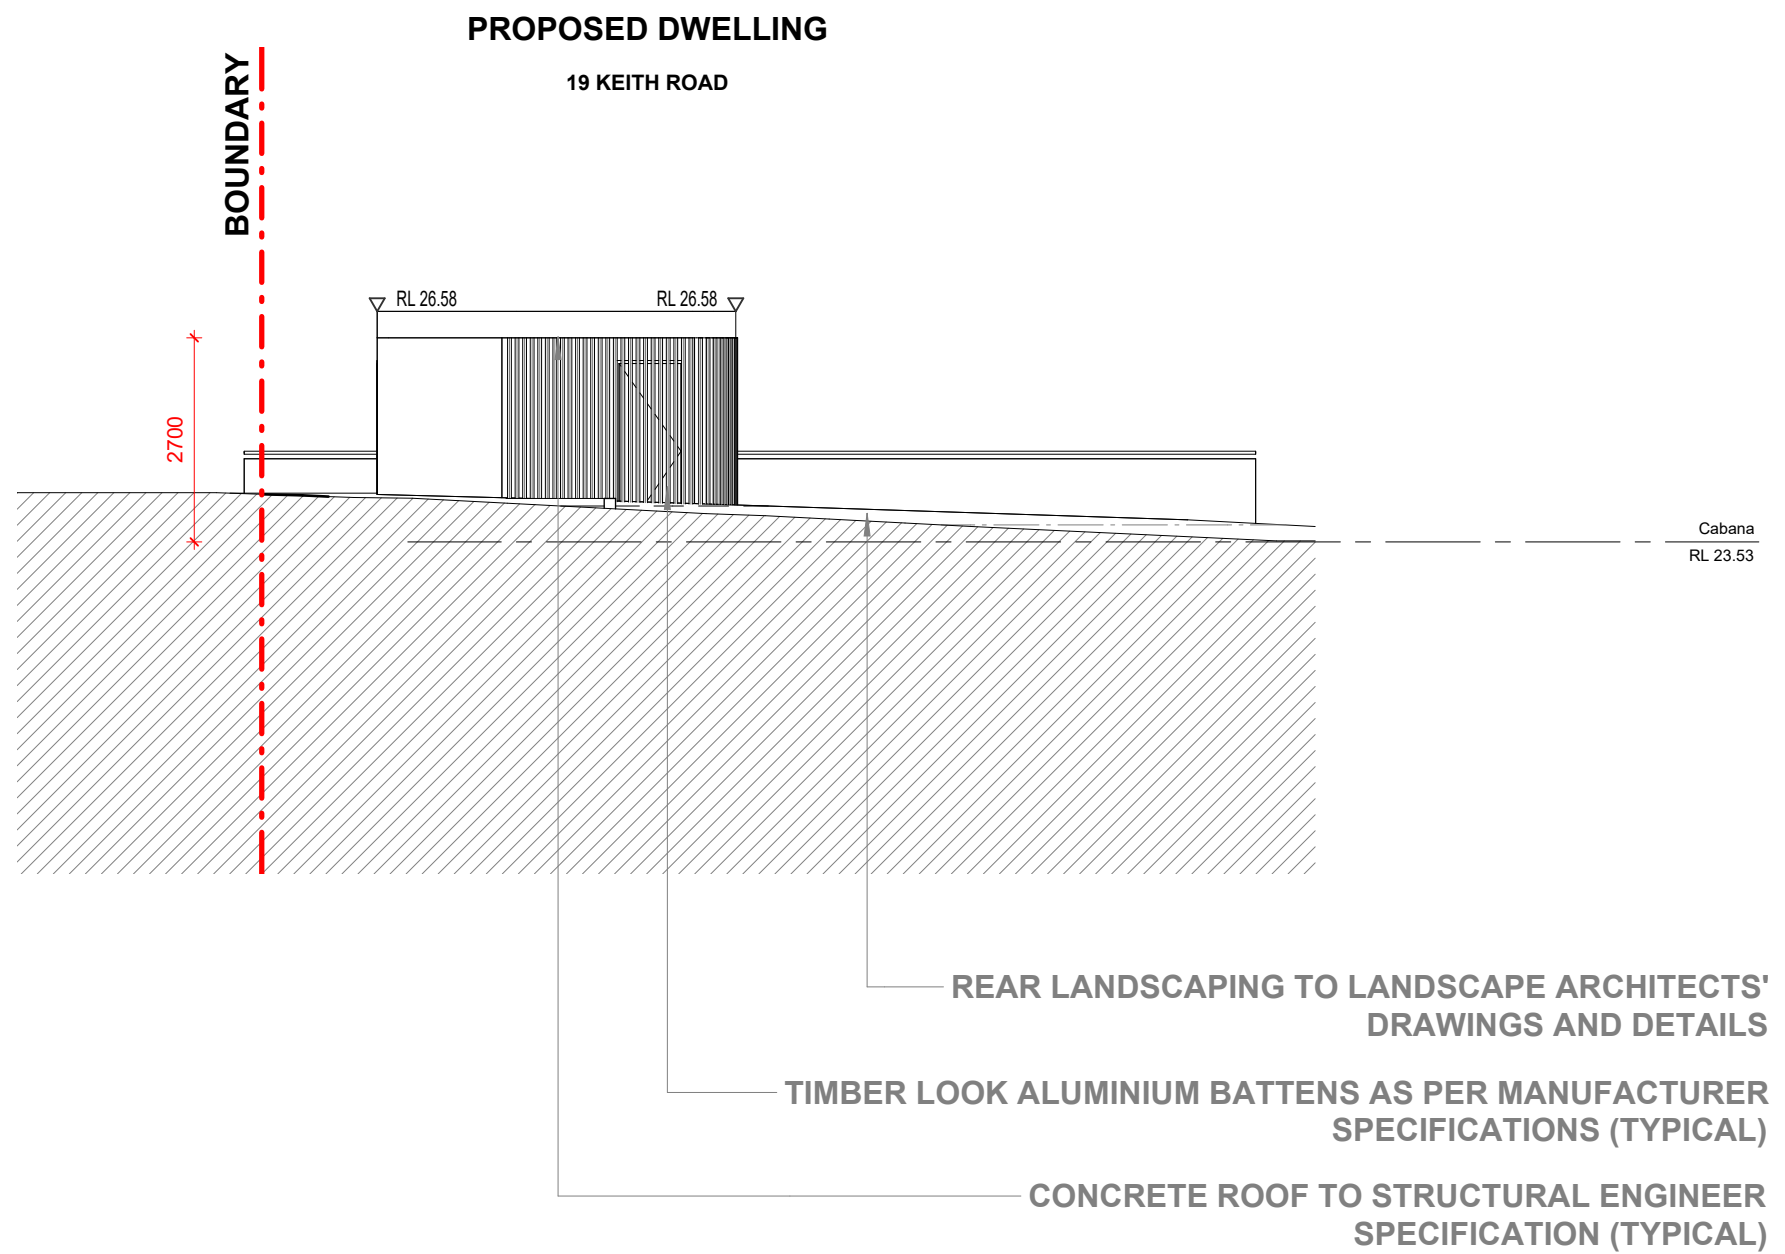 PROPOSED DWELLING
19 KEITH ROAD
BOUNDARY
RL 26.58
RL 26.58
2700
Cabana
RL 23.53
REAR LANDSCAPING TO LANDSCAPE ARCHITECTS'
DRAWINGS AND DETAILS
TIMBER LOOK ALUMINIUM BATTENS AS PER MANUFACTURER
SPECIFICATIONS (TYPICAL)
CONCRETE ROOF TO STRUCTURAL ENGINEER
SPECIFICATION (TYPICAL)